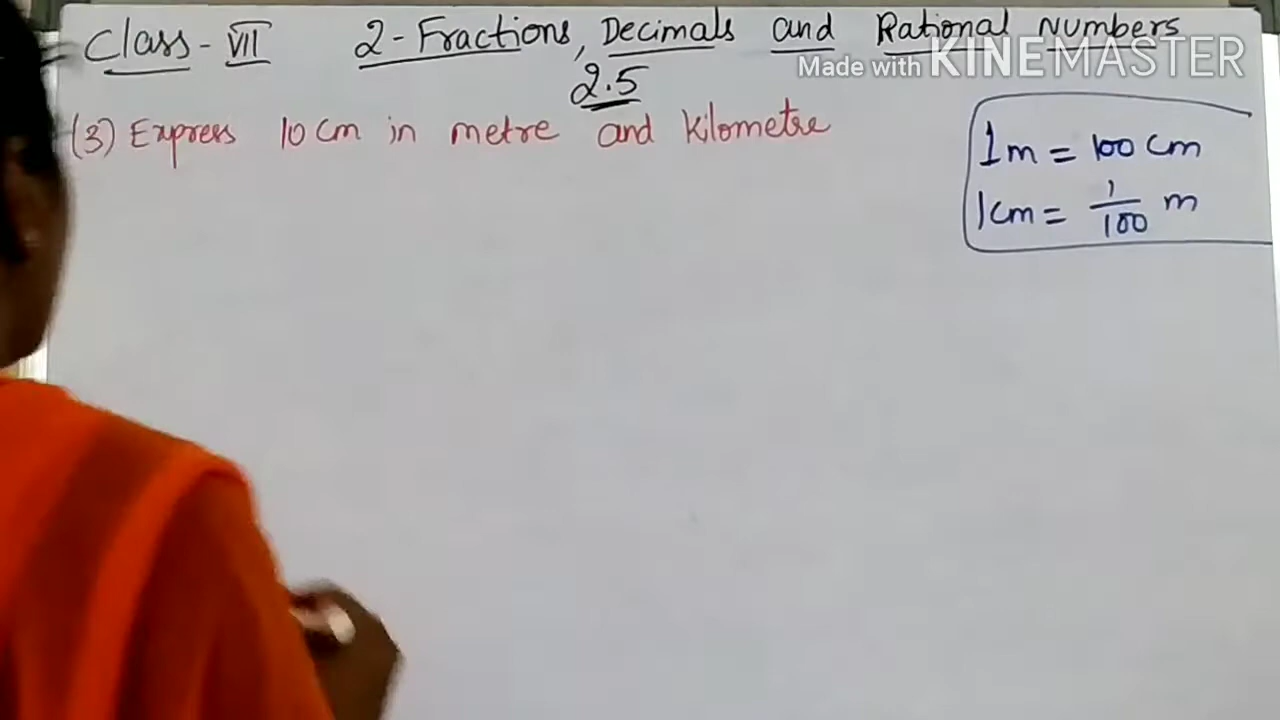 Class - VII 2 - Fractions, Decimals and Rational Numbers
Made with KINEMASTER
2.5
(3) Express 10 cm in metre and kilometre
1m = 100 cm
1cm = 1/100 m